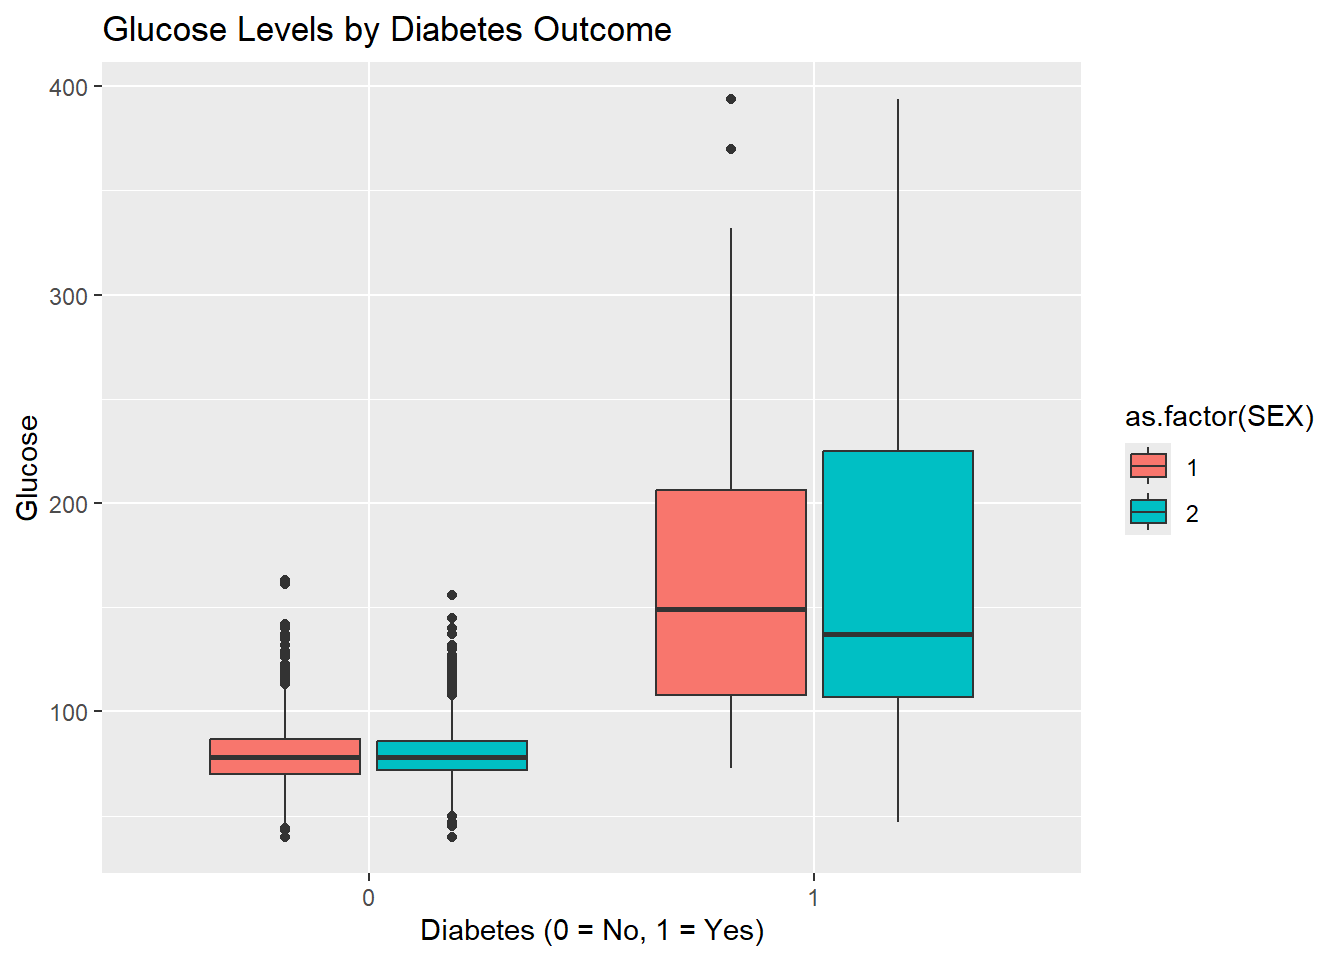 Glucose Levels by Diabetes Outcome
400
300
200
100
Glucose
0
1
Diabetes (0 = No, 1 = Yes)
as.factor(SEX)
1
2